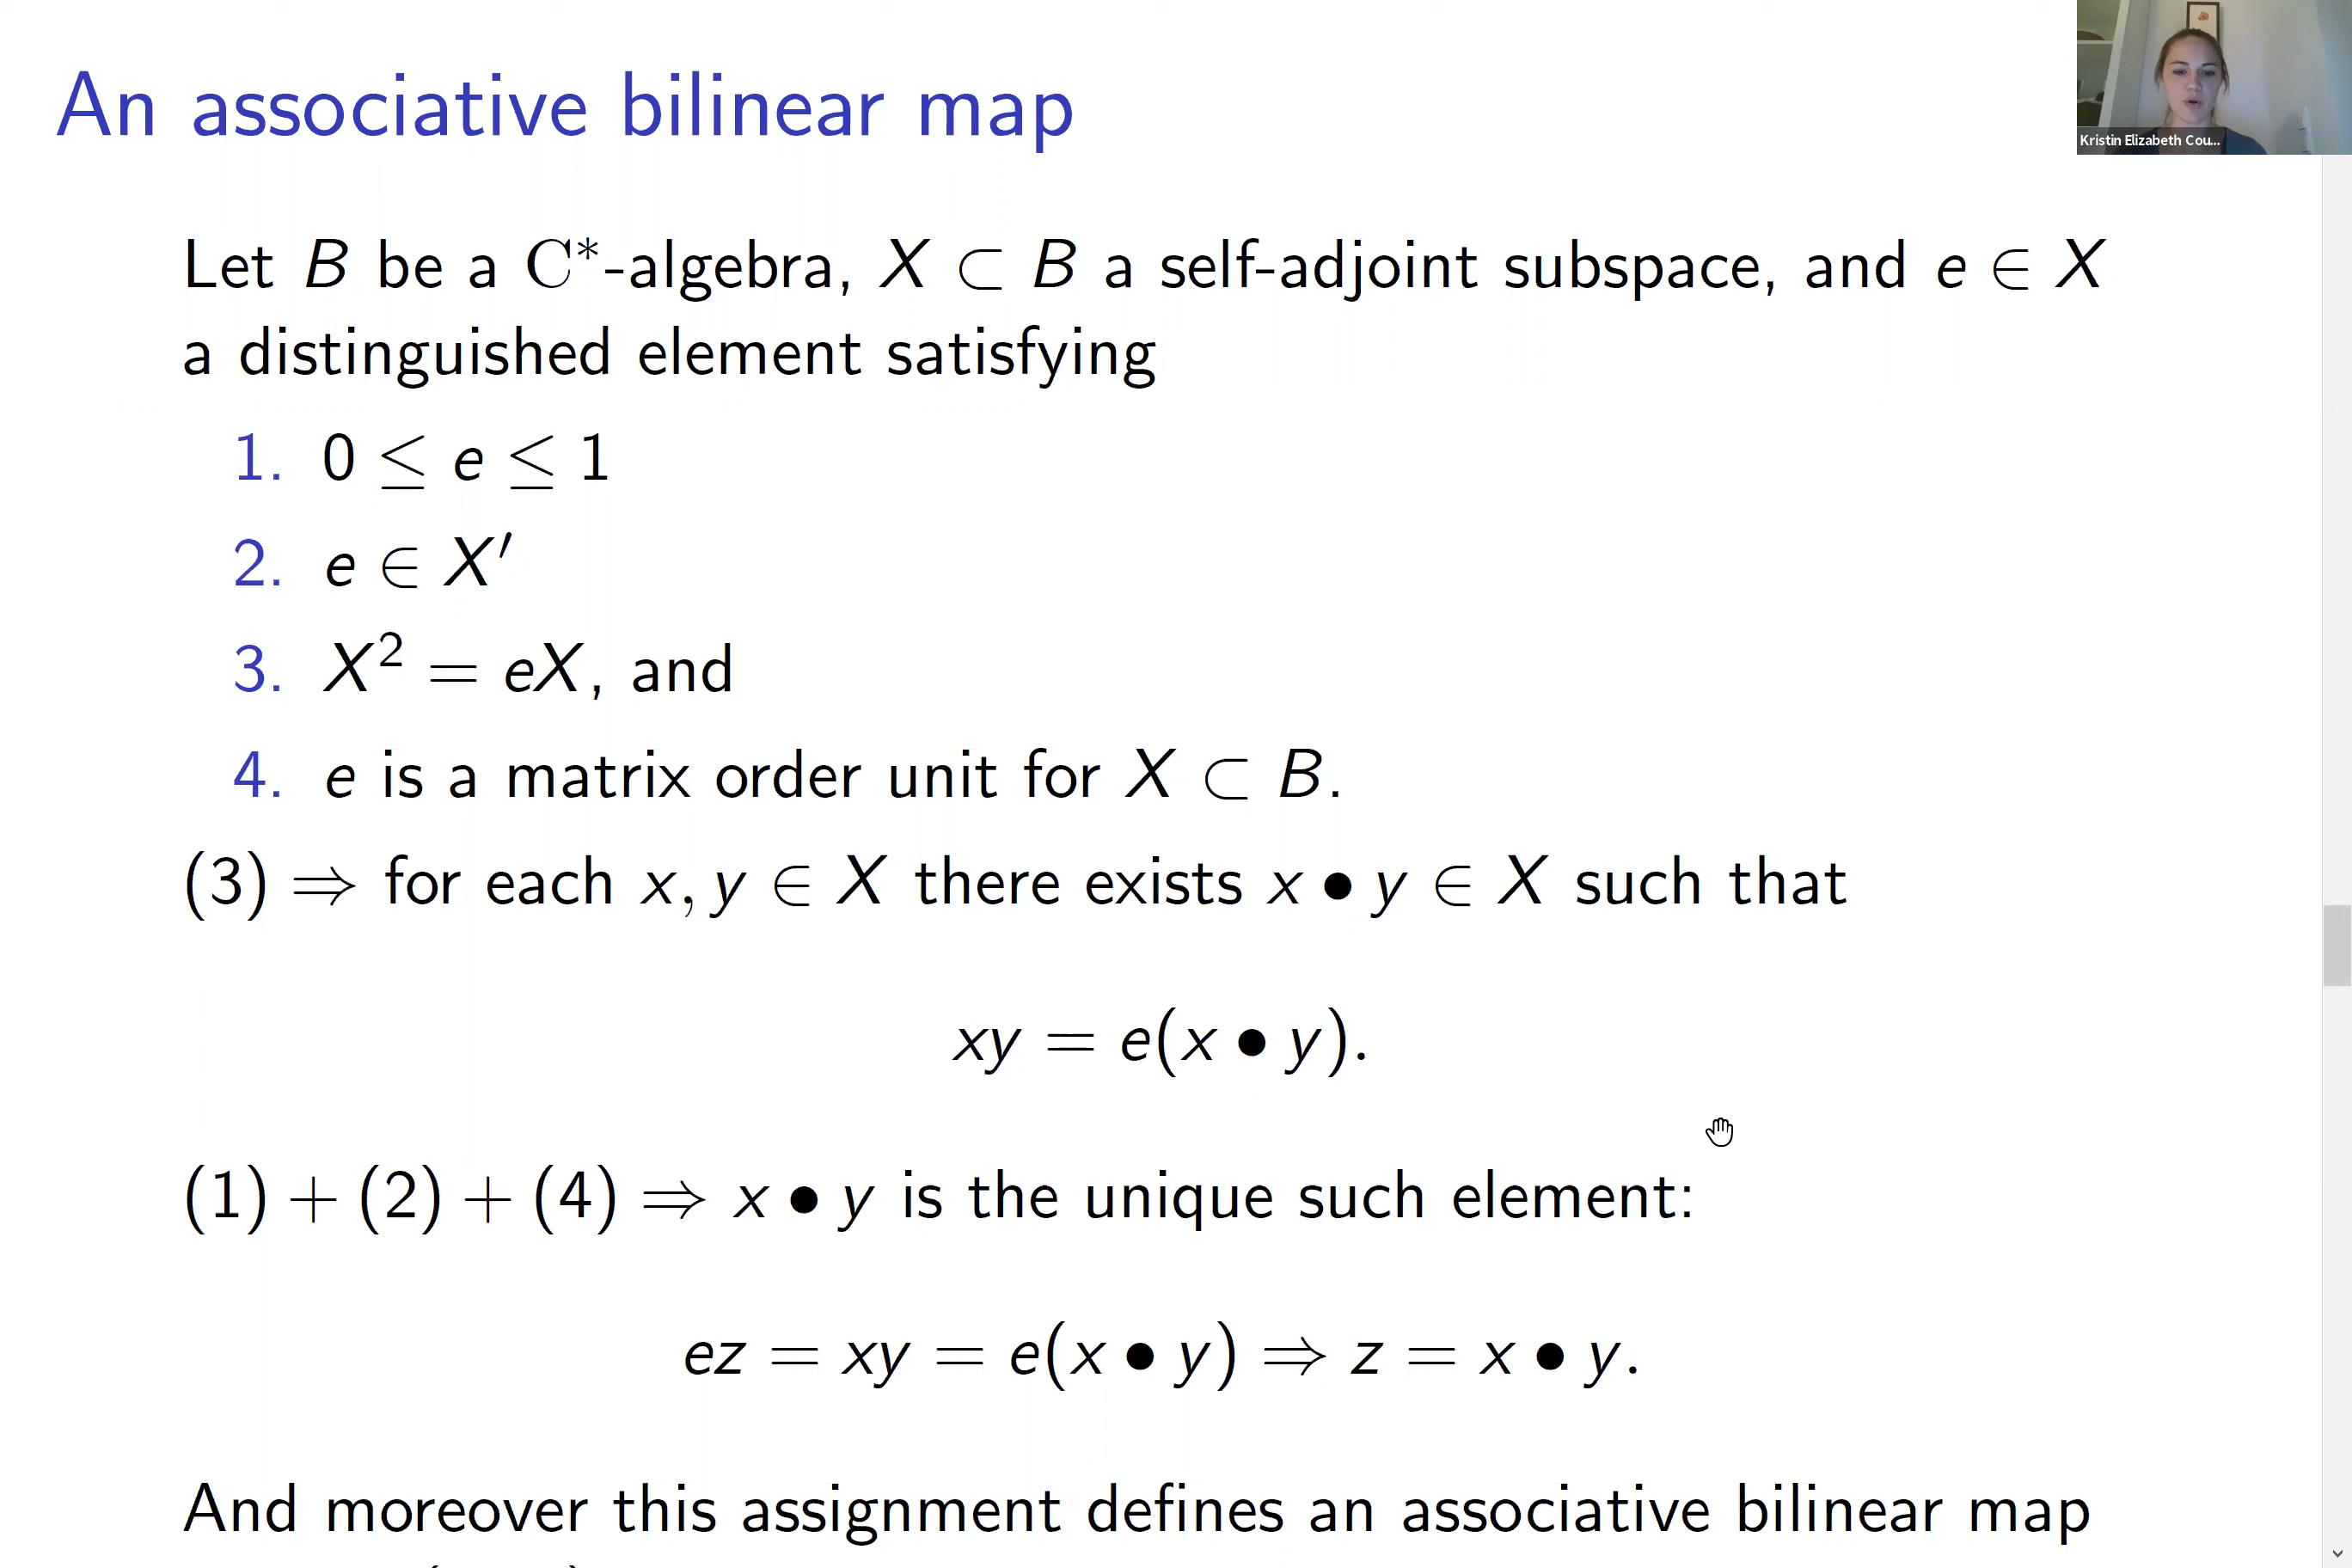 An associative bilinear map
Kristin Elizabeth Cou...
Let B be a C*-algebra, X ⊂ B a self-adjoint subspace, and e ∈ X
a distinguished element satisfying
1. 0 ≤ e ≤ 1
2. e ∈ X′
3. X² = eX, and
4. e is a matrix order unit for X ⊂ B.
(3) ⇒ for each x, y ∈ X there exists x • y ∈ X such that
xy = e(x • y).
(1) + (2) + (4) ⇒ x • y is the unique such element:
ez = xy = e(x • y) ⇒ z = x • y.
And moreover this assignment defines an associative bilinear map